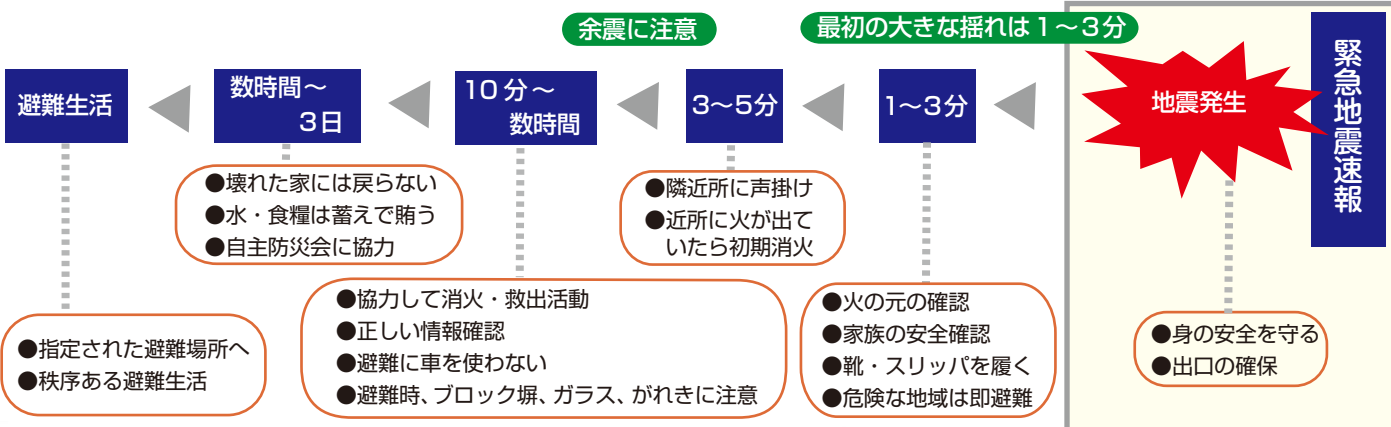 緊急地震速報
地震発生
●身の安全を守る
●出口の確保
最初の大きな揺れは１～３分
1～3分
●火の元の確認
●家族の安全確認
●靴・スリッパを履く
●危険な地域は即避難
余震に注意
3～5分
●隣近所に声掛け
●近所に火が出て
いたら初期消火
10分～
数時間
●協力して消火・救出活動
●正しい情報確認
●避難に車を使わない
●避難時、ブロック塀、ガラス、がれきに注意
数時間～
3日
●壊れた家には戻らない
●水・食糧は蓄えで賄う
●自主防災会に協力
避難生活
●指定された避難場所へ
●秩序ある避難生活